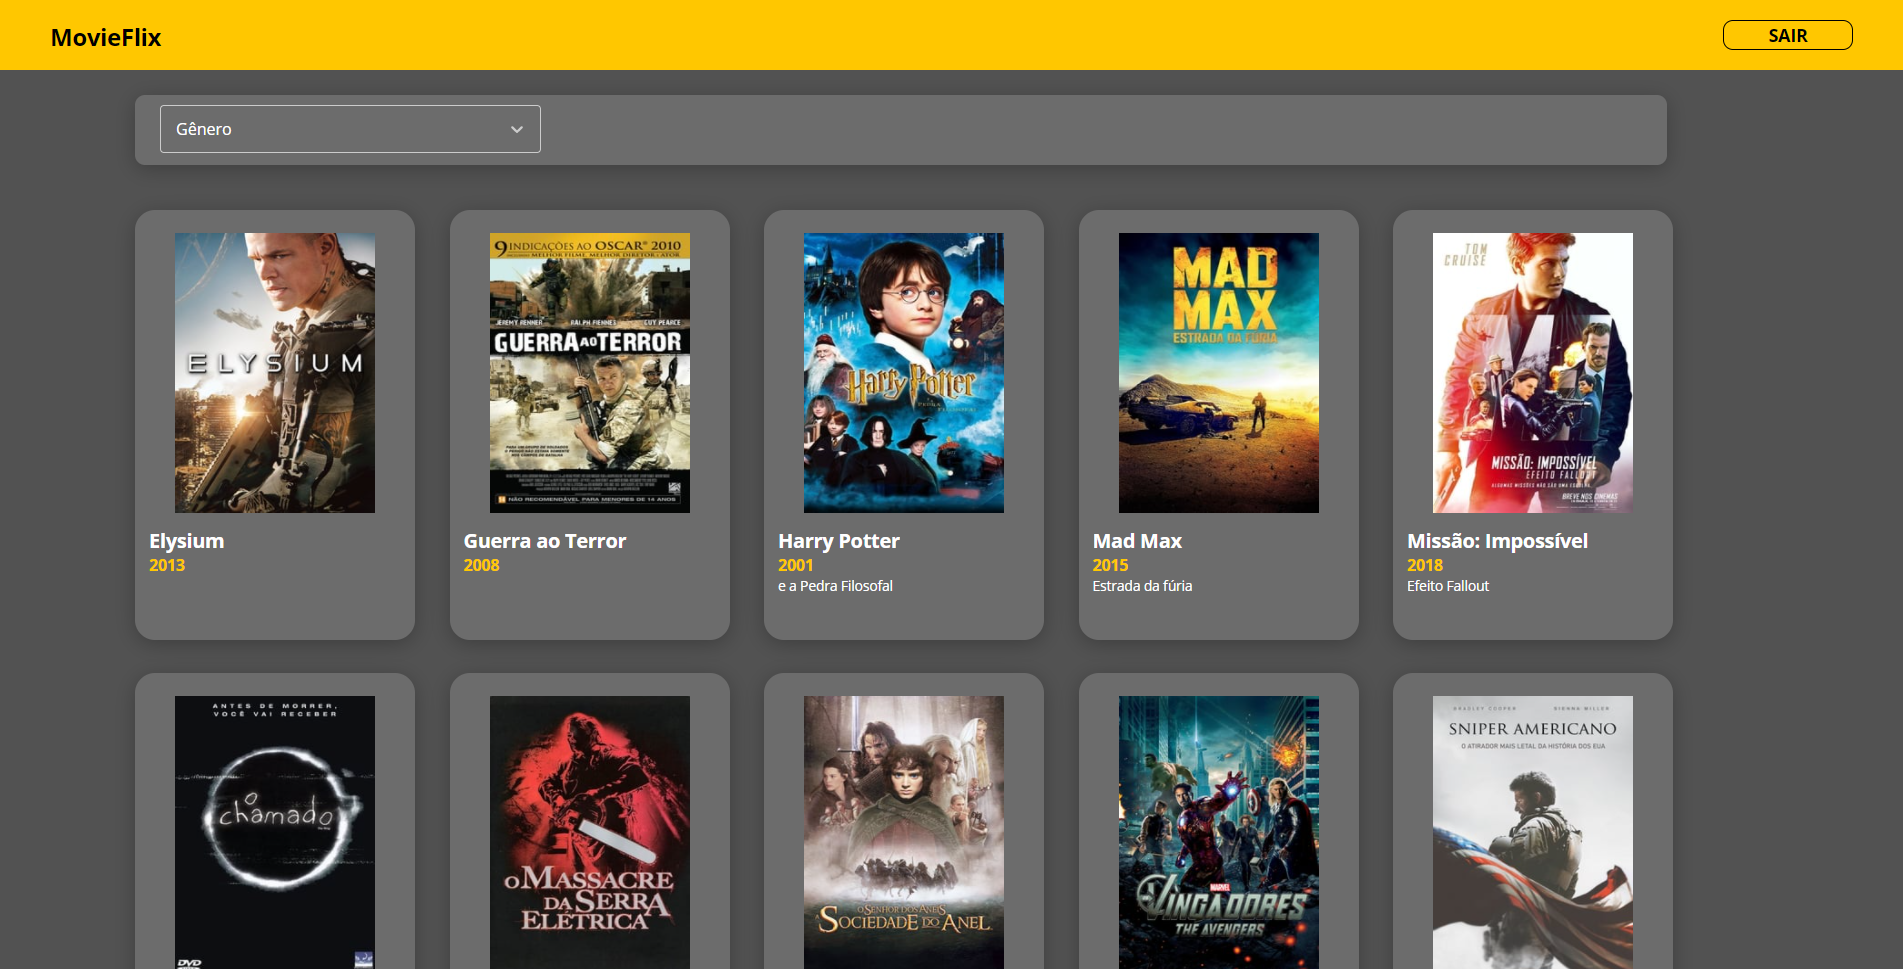 MovieFlix
SAIR
Gênero
ELYSIUM
Elysium
2013
9 INDICAÇÕES AO OSCAR® 2010
MELHOR FILME, MELHOR DIRETOR E ATOR
JEREMY RENNER RALPH FIENNES GUY PEARCE
GUERRA AO TERROR
NÃO RECOMENDÁVEL PARA MENORES DE 14 ANOS
Guerra ao Terror
2008
Harry Potter
Harry Potter
2001
e a Pedra Filosofal
MAD
MAX
ESTRADA DA FÚRIA
Mad Max
2015
Estrada da fúria
TOM
CRUISE
MISSÃO: IMPOSSÍVEL
EFEITO FALLOUT
BREVE NOS CINEMAS
Missão: Impossível
2018
Efeito Fallout
ANTES DE MORRER,
VOCÊ VAI RECEBER
o chamado
DVD
O MASSACRE
DA SERRA
ELÉTRICA
O SENHOR DOS ANÉIS
SOCIEDADE DO ANEL
MARVEL
VINGADORES
THE AVENGERS
BRADLEY COOPER SIENNA MILLER
SNIPER AMERICANO
O ATIRADOR MAIS LETAL DA HISTÓRIA DOS EUA